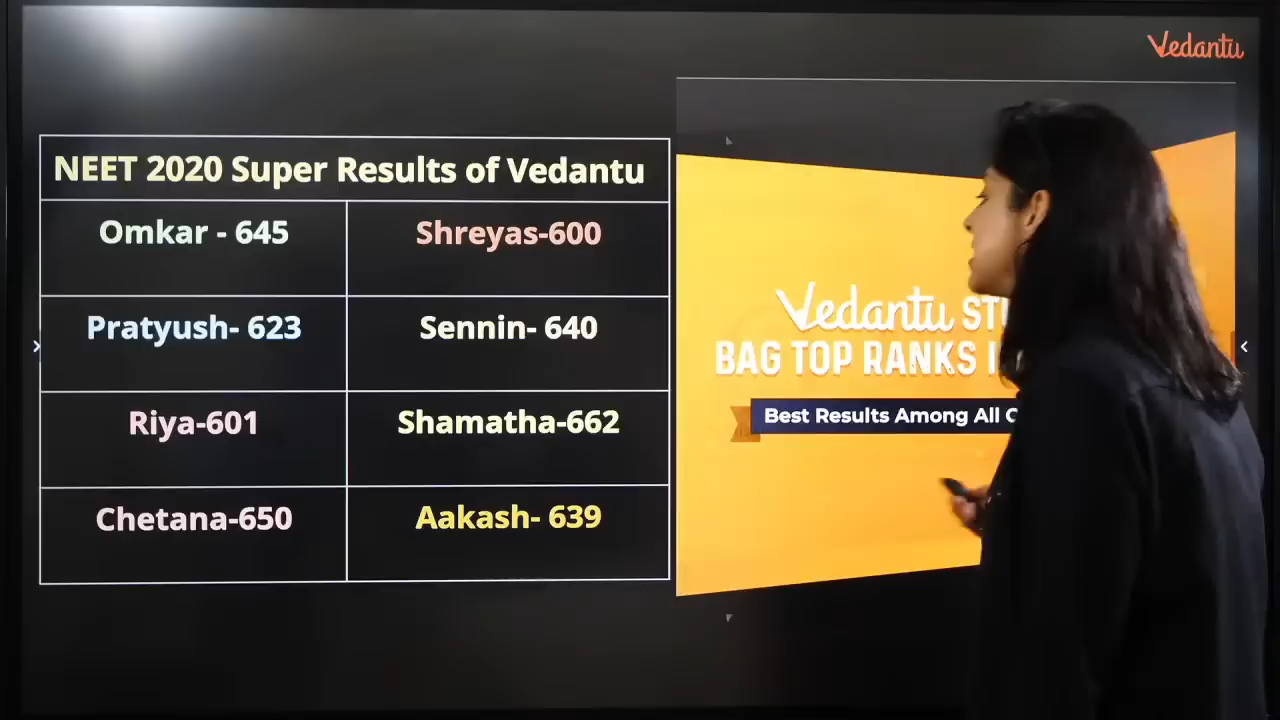 Vedantu
NEET 2020 Super Results of Vedantu
Omkar - 645
Shreyas-600
Pratyush- 623
Sennin- 640
Riya-601
Shamatha-662
Chetana-650
Aakash- 639
Vedantu
BAG TOP RANKS
Best Results Among All